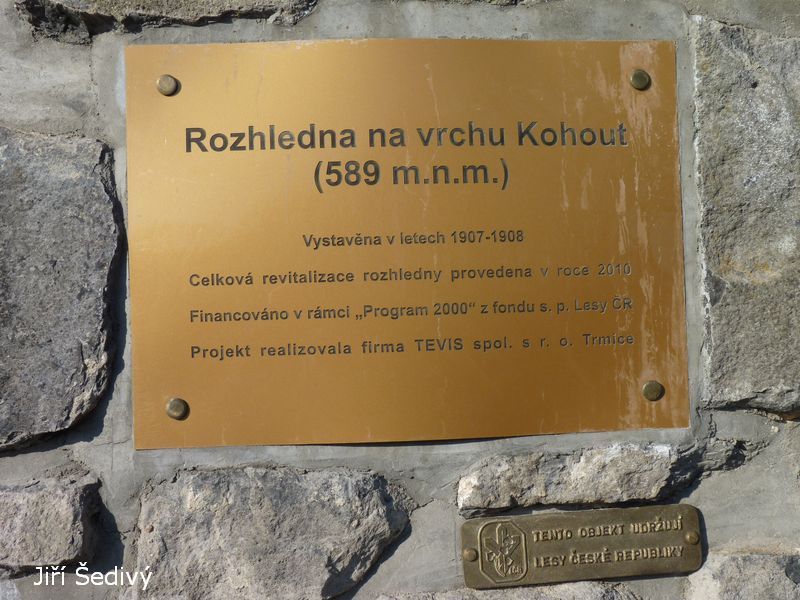 Rozhledna na vrchu Kohout
(589 m.n.m.)
Vystavěna v letech 1907-1908
Celková revitalizace rozhledny provedena v roce 2010
Financováno v rámci „Program 2000“ z fondu s. p. Lesy ČR
Projekt realizovala firma TEVIS spol. s r. o. Trmice
TENTO OBJEKT UDRŽUJÍ
LESY ČESKÉ REPUBLIKY
Jiří Šedivý